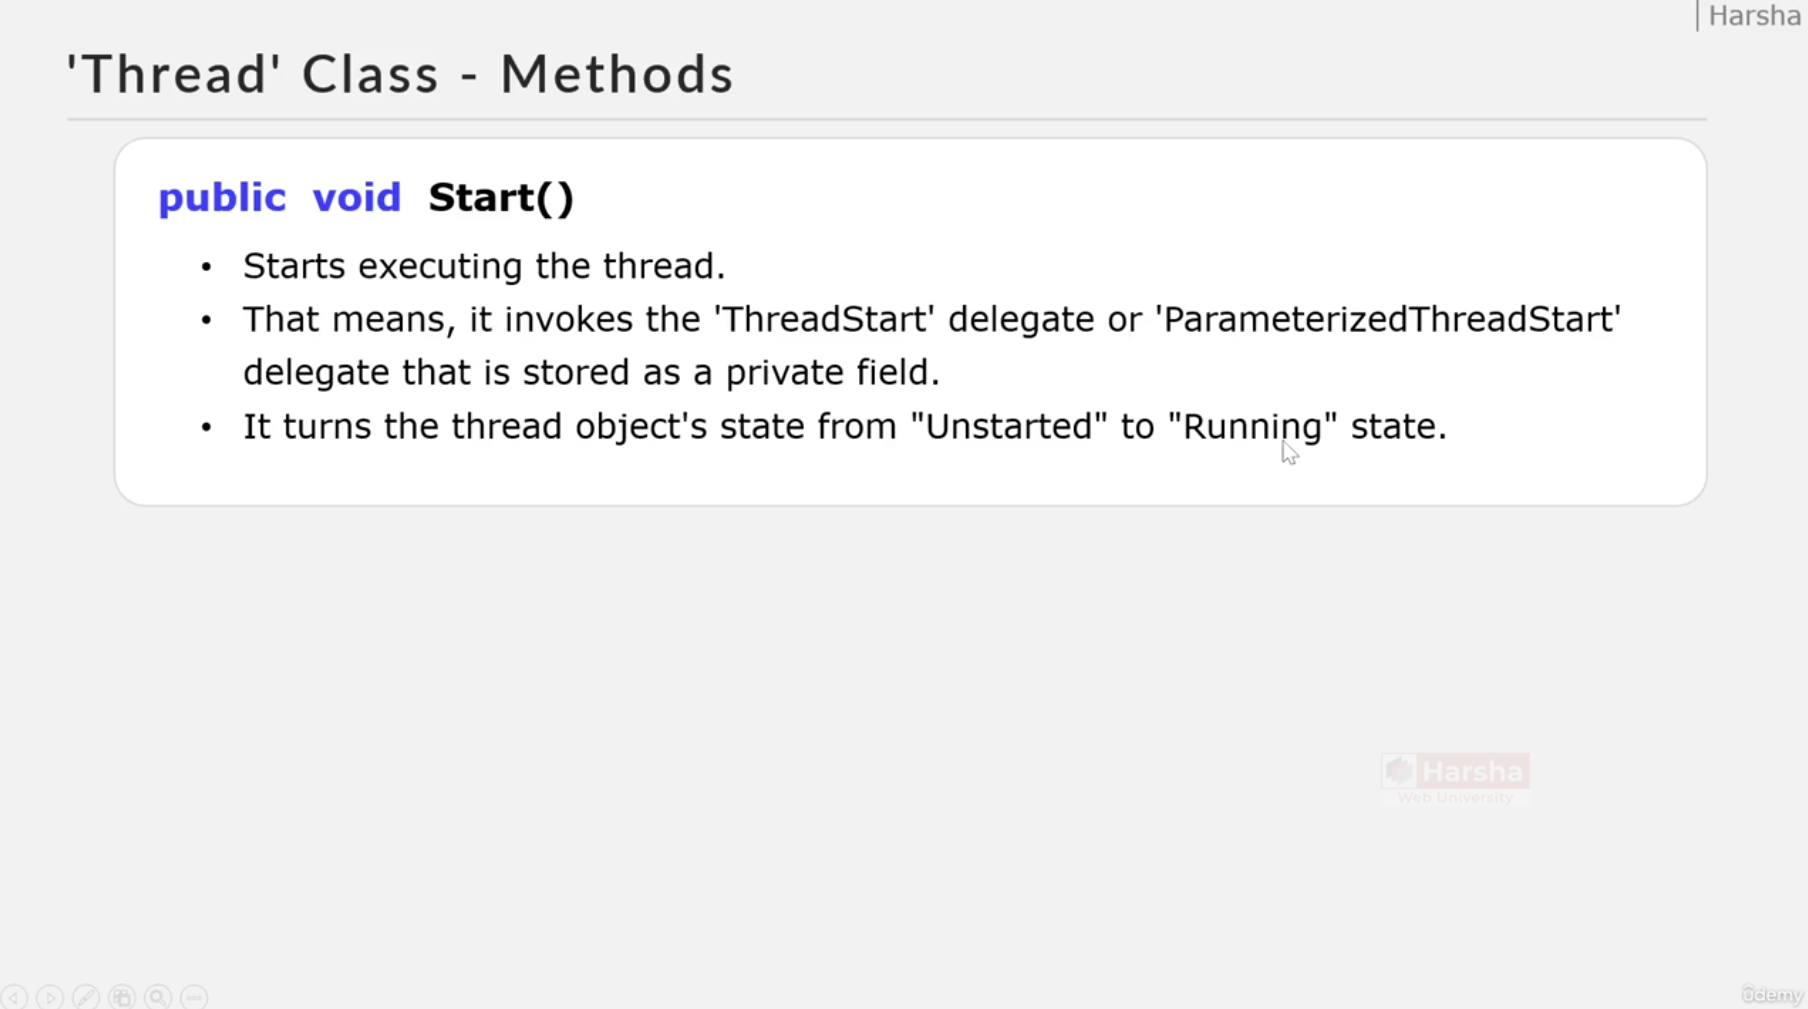 | Harsha
'Thread' Class - Methods
public void Start()
• Starts executing the thread.
• That means, it invokes the 'ThreadStart' delegate or 'ParameterizedThreadStart'
delegate that is stored as a private field.
• It turns the thread object's state from "Unstarted" to "Running" state.
Harsha
Web University
ûdemy